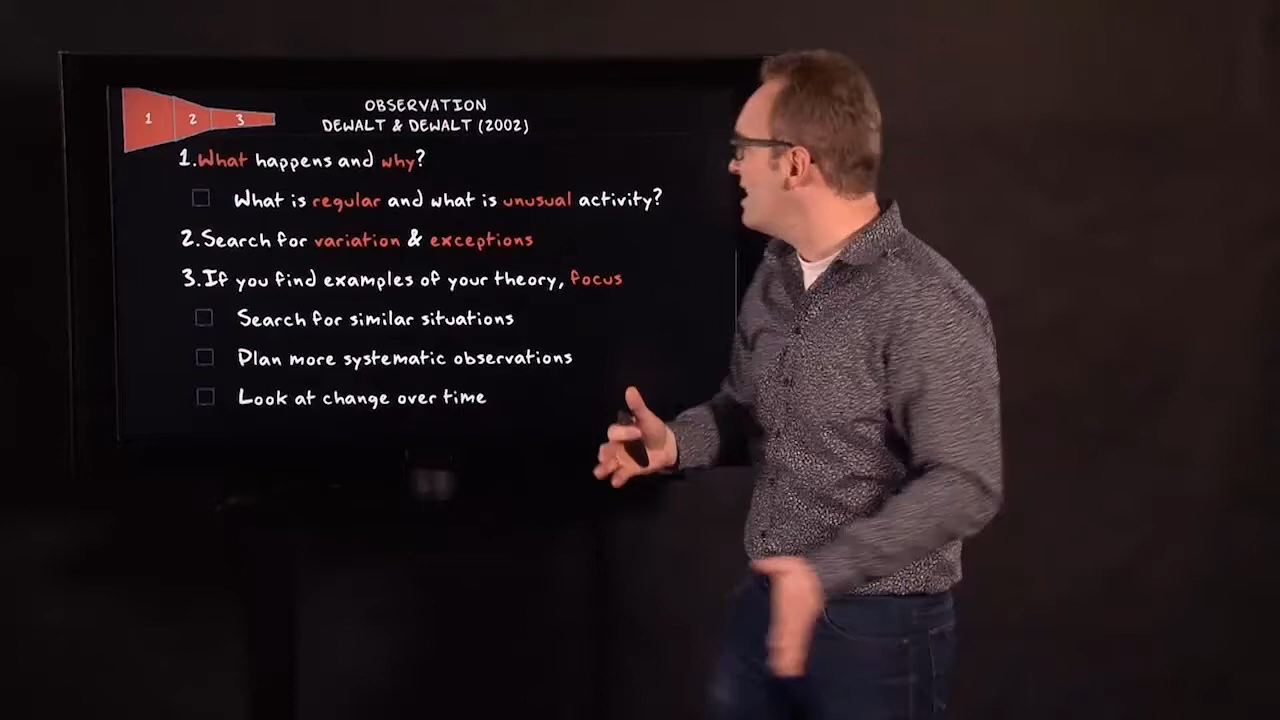 1 2 3
OBSERVATION
DEWALT & DEWALT (2002)
1.What happens and why?
What is regular and what is unusual activity?
2.Search for variation & exceptions
3.If you find examples of your theory, focus
Search for similar situations
Plan more systematic observations
Look at change over time